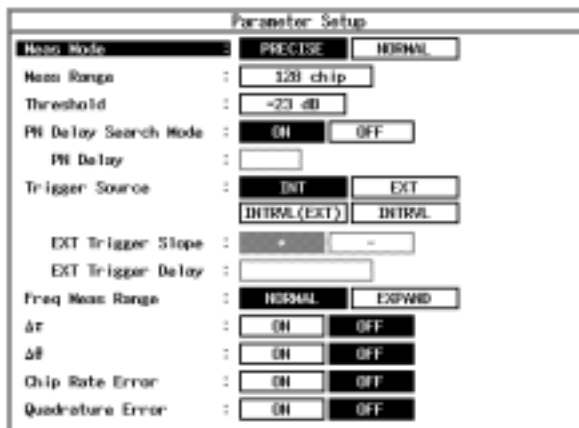 Parameter Setup
Meas Mode : PRECISE NORMAL
Meas Range : 128 chip
Threshold : -23 dB
PN Delay Search Mode : ON OFF
PN Delay :
Trigger Source : INT EXT
INTRVL(EXT) INTRVL
EXT Trigger Slope : + -
EXT Trigger Delay :
Freq Meas Range : NORMAL EXPAND
Δτ : ON OFF
Δθ : ON OFF
Chip Rate Error : ON OFF
Quadrature Error : ON OFF